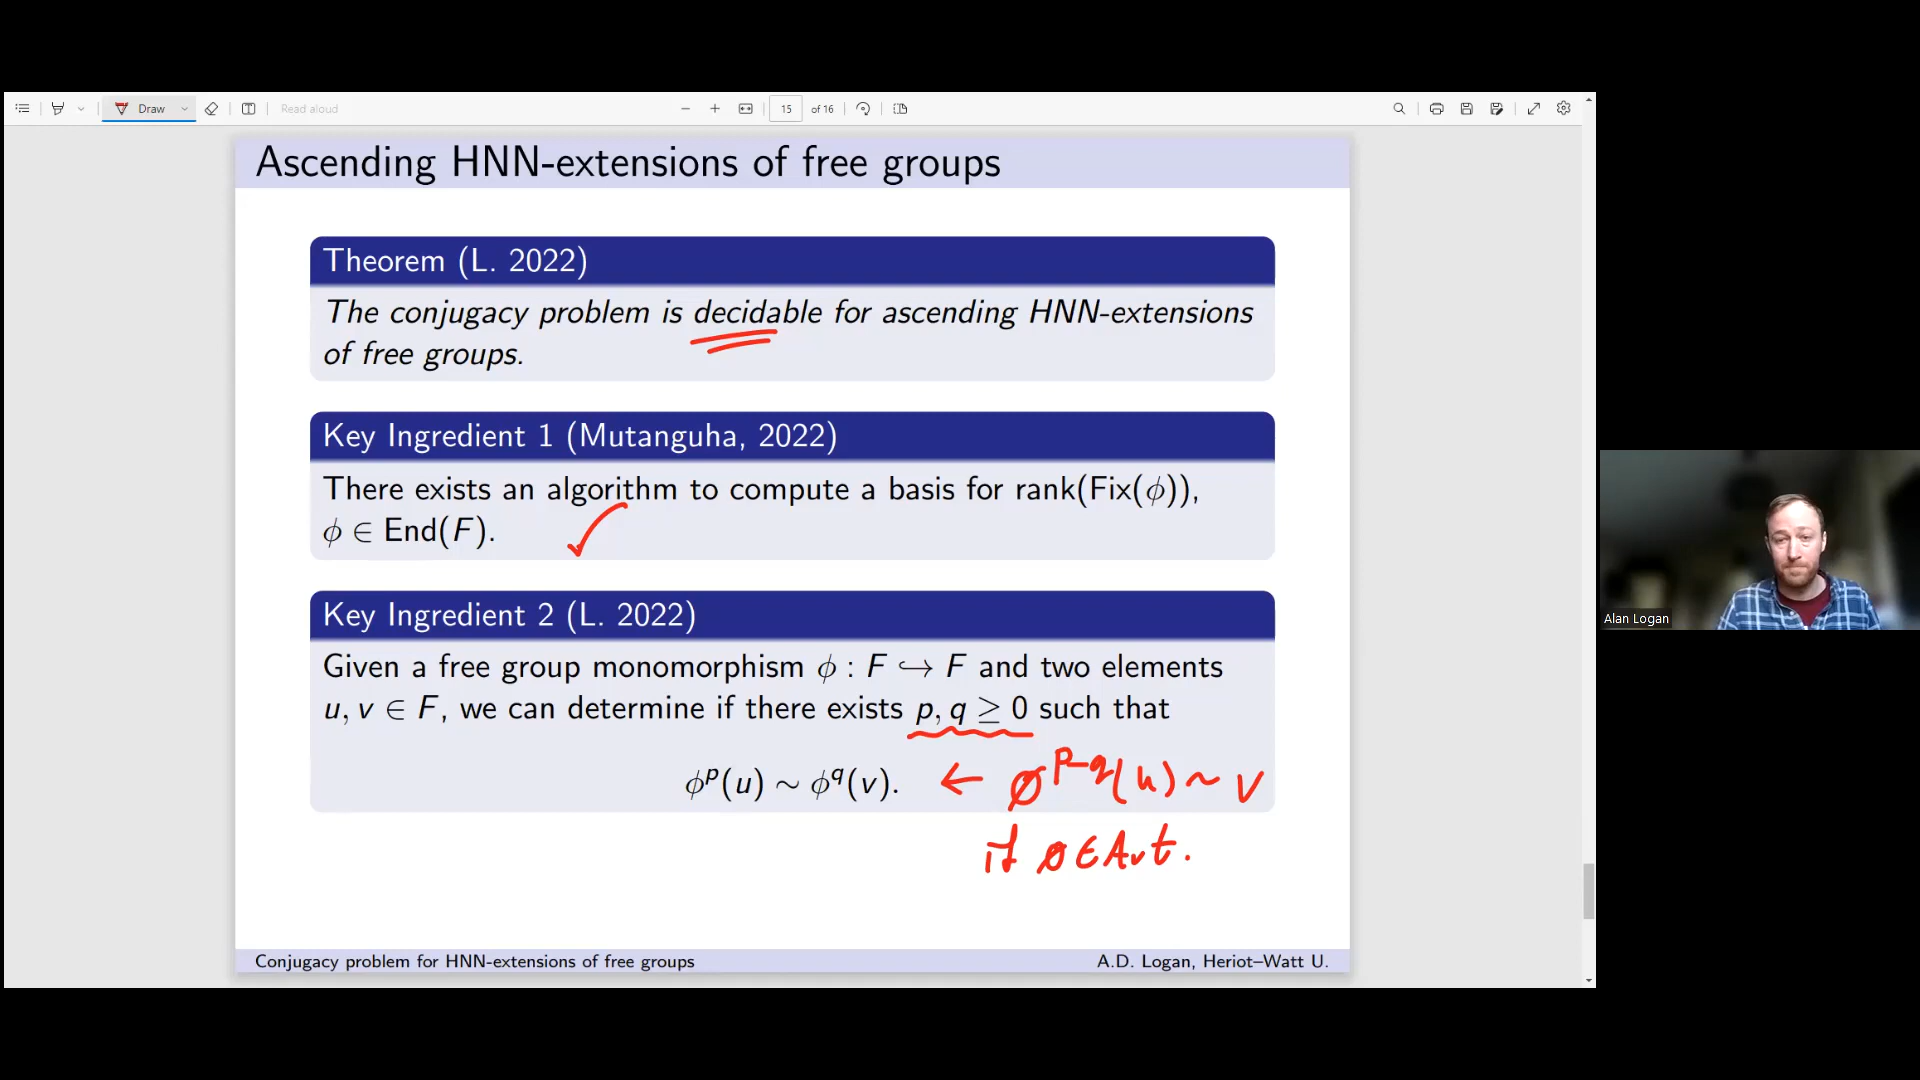 Draw
Read aloud
15 of 16
Ascending HNN-extensions of free groups
Theorem (L. 2022)
The conjugacy problem is decidable for ascending HNN-extensions
of free groups.
Key Ingredient 1 (Mutanguha, 2022)
There exists an algorithm to compute a basis for rank(Fix(ϕ)),
ϕ ∈ End(F).
Key Ingredient 2 (L. 2022)
Given a free group monomorphism ϕ : F ↪ F and two elements
u, v ∈ F, we can determine if there exists p, q ≥ 0 such that
ϕᵖ(u) ∼ ϕ^q(v). ← ϕ^{p-q}(u) ~ v
if ϕ ∈ Aut.
Conjugacy problem for HNN-extensions of free groups
A.D. Logan, Heriot–Watt U.
Alan Logan